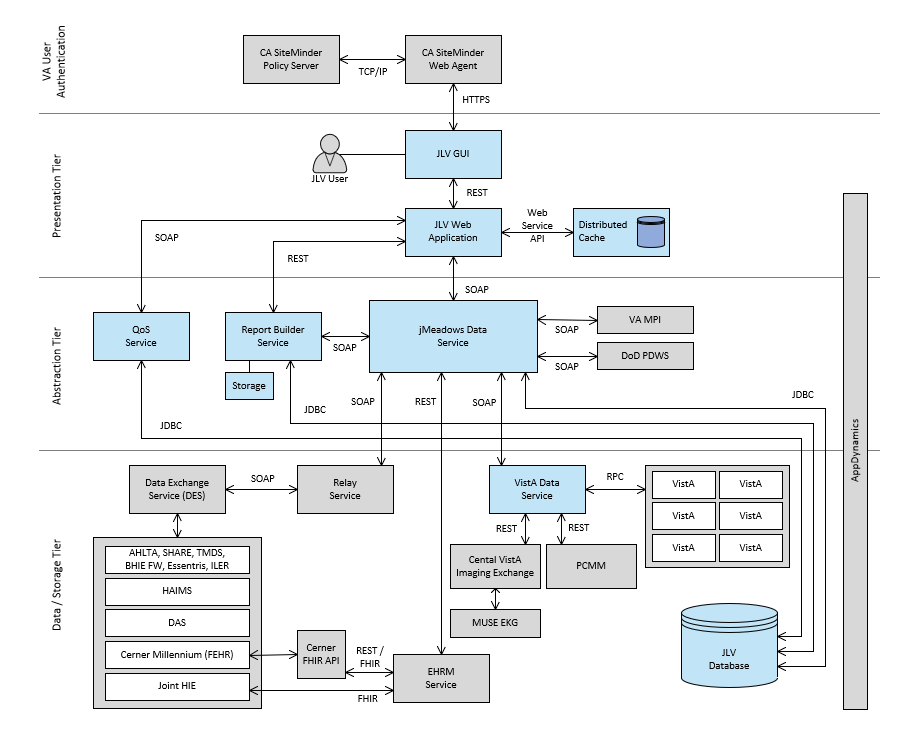 VA User
Authentication
CA SiteMinder
Policy Server
TCP/IP
CA SiteMinder
Web Agent
HTTPS
Presentation Tier
JLV User
JLV GUI
REST
SOAP
REST
JLV Web
Application
Web
Service
API
Distributed
Cache
SOAP
Abstraction Tier
QoS
Service
Report Builder
Service
SOAP
Storage
jMeadows Data
Service
SOAP
VA MPI
SOAP
DoD PDWS
JDBC
JDBC
SOAP
REST
SOAP
JDBC
AppDynamics
Data / Storage Tier
Data Exchange
Service (DES)
SOAP
Relay
Service
VistA Data
Service
RPC
VistA
VistA
VistA
VistA
VistA
VistA
REST
REST
Cental VistA
Imaging Exchange
PCMM
MUSE EKG
AHLTA, SHARE, TMDS,
BHIE FW, Essentris, ILER
HAIMS
DAS
Cerner Millennium (FEHR)
Joint HIE
Cerner
FHIR API
REST /
FHIR
FHIR
EHRM
Service
JLV
Database